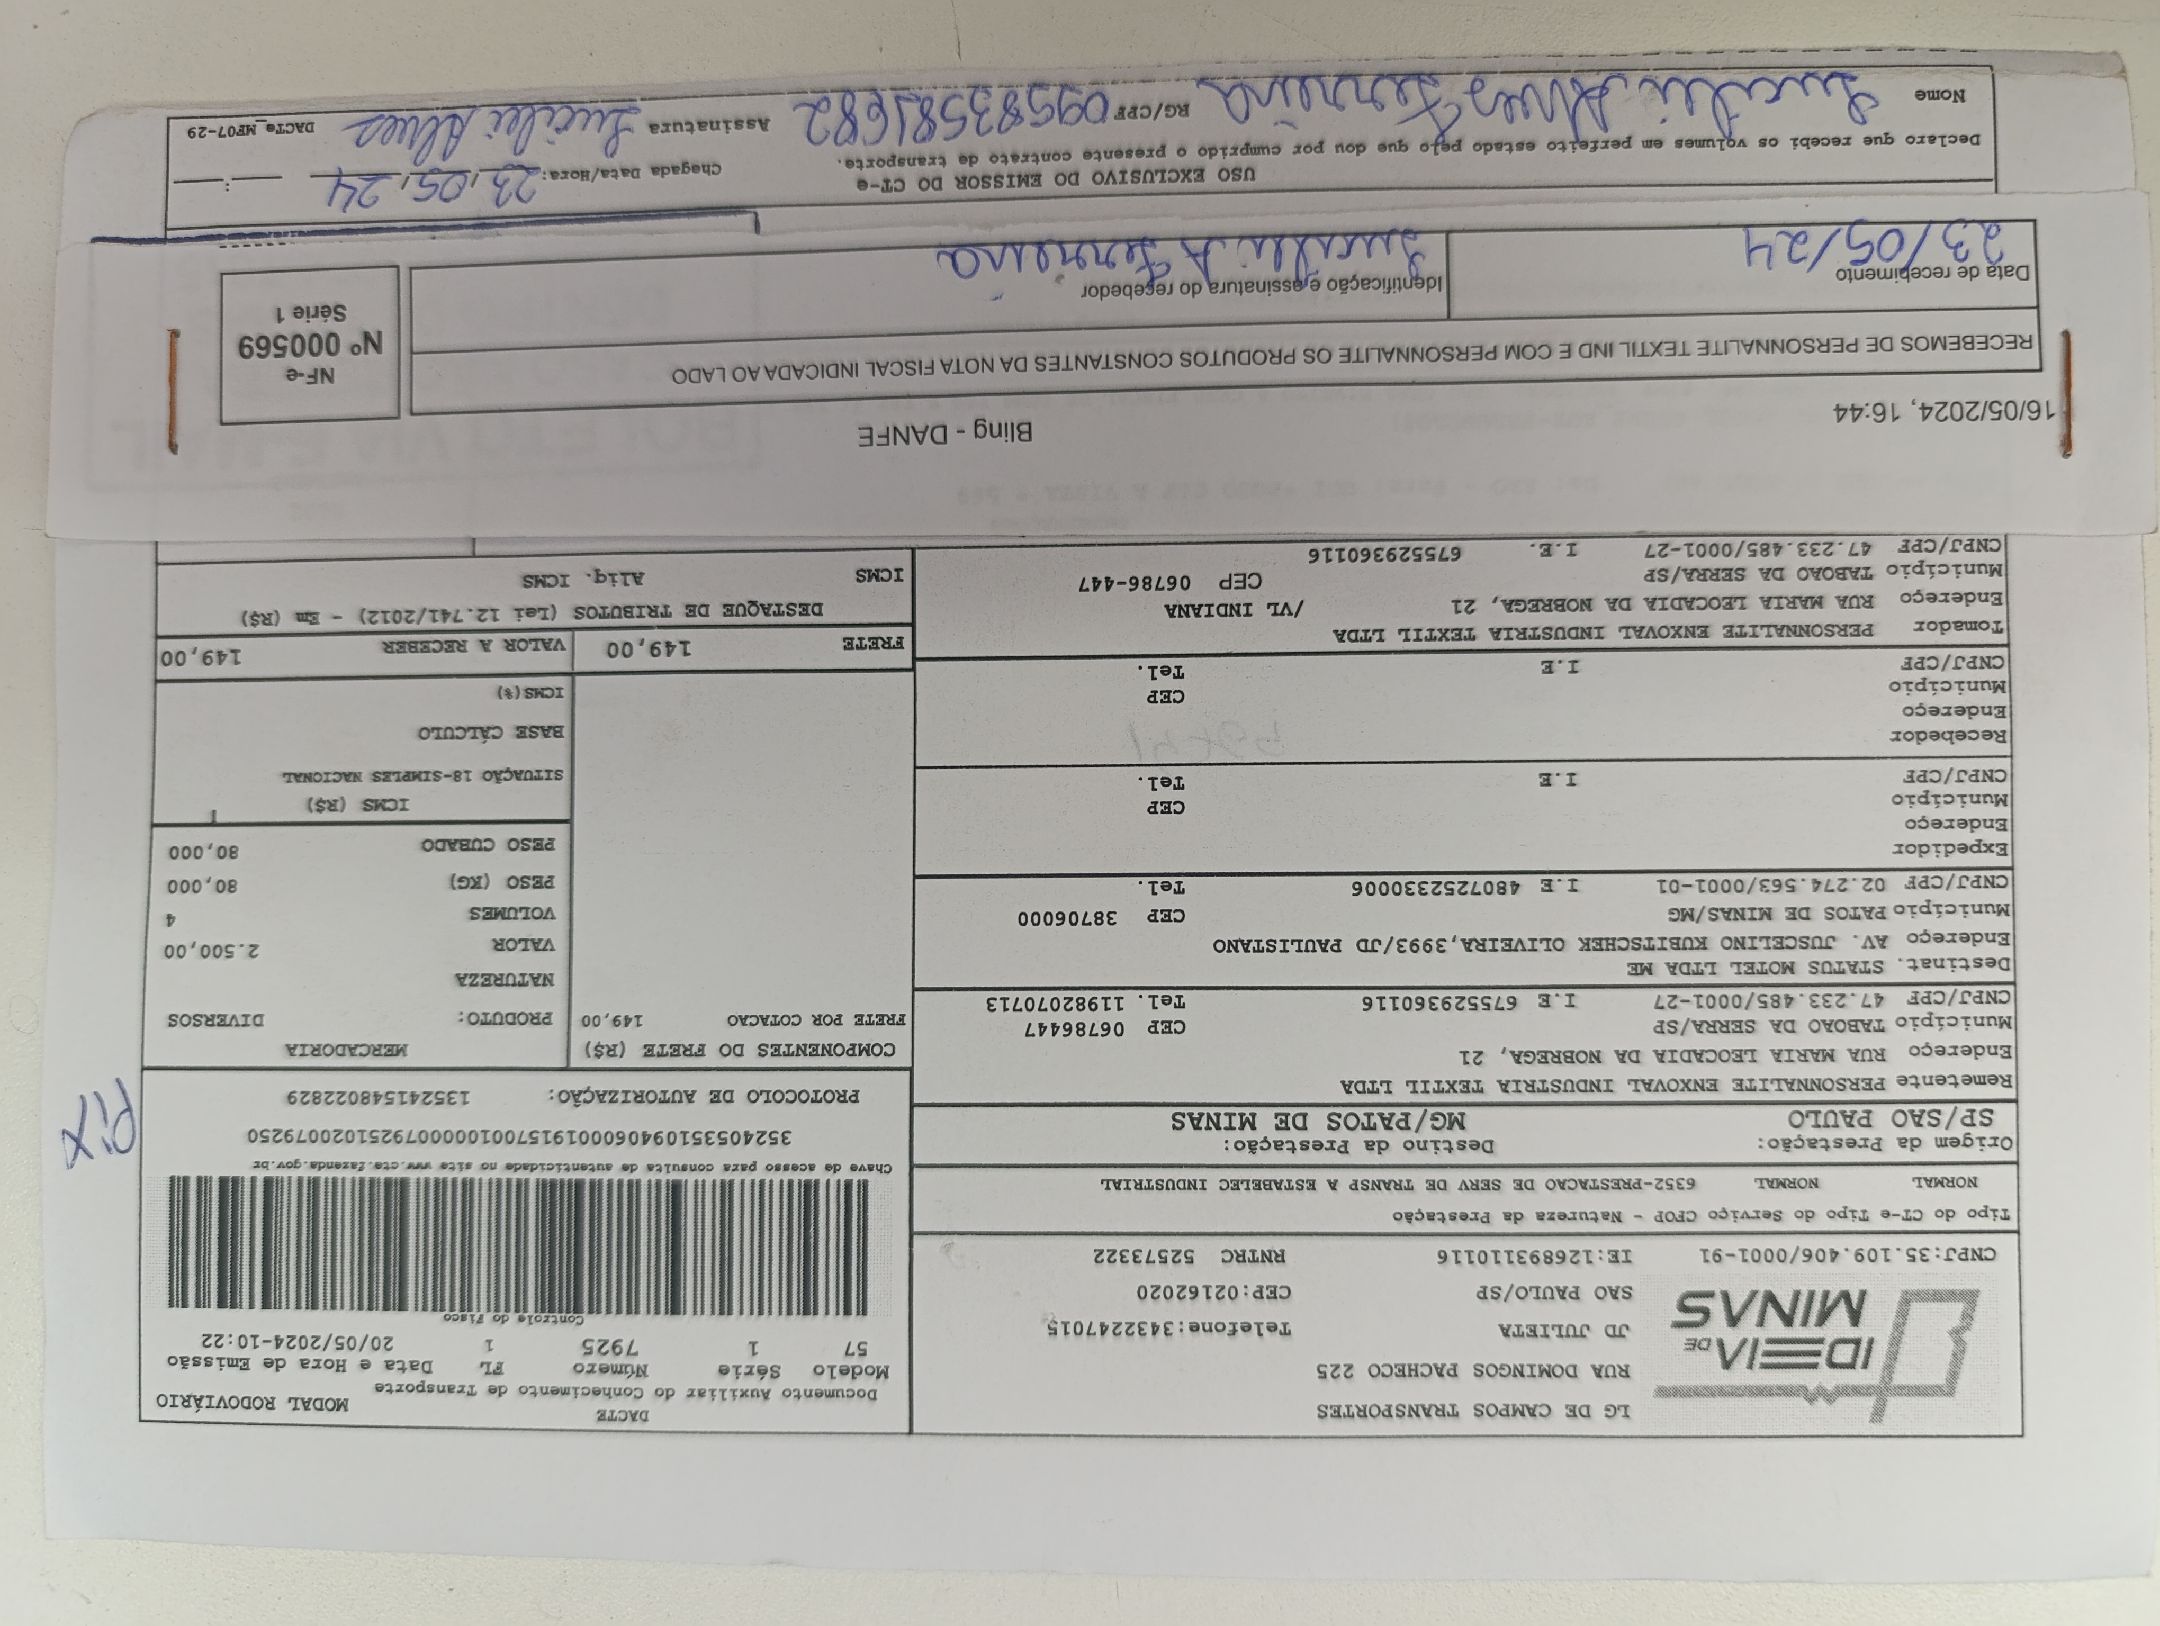 IDEIA DE
MINAS
LG DE CAMPOS TRANSPORTES
RUA DOMINGOS PACHECO 225
JD JULIETA Telefone:3432247015
SAO PAULO/SP CEP:02162020
CNPJ:35.109.406/0001-91 IE:126893110116 RNTRC 52573322
DACTE
Documento Auxiliar do Conhecimento de Transporte MODAL RODOVIÁRIO
Modelo Série Número FL Data e Hora de Emissão
57 1 7925 1 20/05/2024-10:22
Controle do Fisco
Chave de acesso para consulta de autenticidade no site www.cte.fazenda.gov.br
35240535109406000191570010000079251020079250
PROTOCOLO DE AUTORIZAÇÃO: 135241548022829
PIX
Tipo do CT-e Tipo do Serviço CFOP - Natureza da Prestação
NORMAL NORMAL 6352-PRESTACAO DE SERV DE TRANSP A ESTABELEC INDUSTRIAL
Origem da Prestação: Destino da Prestação:
SP/SAO PAULO MG/PATOS DE MINAS
Remetente PERSONNALITE ENXOVAL INDUSTRIA TEXTIL LTDA
Endereço RUA MARIA LEOCADIA DA NOBREGA, 21
Município TABOAO DA SERRA/SP CEP 06786447
CNPJ/CPF 47.233.485/0001-27 I.E 675529360116 Tel. 11982070713
Destinat. STATUS MOTEL LTDA ME
Endereço AV. JUSCELINO KUBITSCHEK OLIVEIRA,3993/JD PAULISTANO
Município PATOS DE MINAS/MG CEP 38706000
CNPJ/CPF 02.274.563/0001-01 I.E 4807252330006 Tel.
Expedidor
Endereço
Município CEP
CNPJ/CPF I.E Tel.
Recebedor
Endereço
Município CEP
CNPJ/CPF I.E Tel.
Tomador PERSONNALITE ENXOVAL INDUSTRIA TEXTIL LTDA
Endereço RUA MARIA LEOCADIA DA NOBREGA, 21 /VL INDIANA
Município TABOAO DA SERRA/SP CEP 06786-447
CNPJ/CPF 47.233.485/0001-27 I.E. 675529360116
COMPONENTES DO FRETE (R$)
FRETE POR COTACAO 149,00
MERCADORIA
PRODUTO: DIVERSOS
NATUREZA
VALOR 2.500,00
VOLUMES 4
PESO (KG) 80,000
PESO CUBADO 80,000
ICMS (R$)
SITUAÇÃO 18-SIMPLES NACIONAL
BASE CÁLCULO
ICMS(%)
FRETE 149,00 VALOR A RECEBER 149,00
DESTAQUE DE TRIBUTOS (Lei 12.741/2012) - Em (R$)
ICMS Aliq. ICMS
16/05/2024, 16:44 Bling - DANFE
RECEBEMOS DE PERSONNALITE TEXTIL IND E COM PERSONNALITE OS PRODUTOS CONSTANTES DA NOTA FISCAL INDICADA AO LADO
Data de recebimento Identificação e assinatura do recebedor
23/05/24 Lucilei A Ferreira
NF-e
Nº 000569
Série 1
USO EXCLUSIVO DO EMISSOR DO CT-e
Declaro que recebi os volumes em perfeito estado pelo que dou por cumprido o presente contrato de transporte.
Chegada Data/Hora: 23, 05, 24
Nome Lucilei Alves Ferreira RG/CPF 09583581682 Assinatura Lucilei Alves DACTe_MF07-29